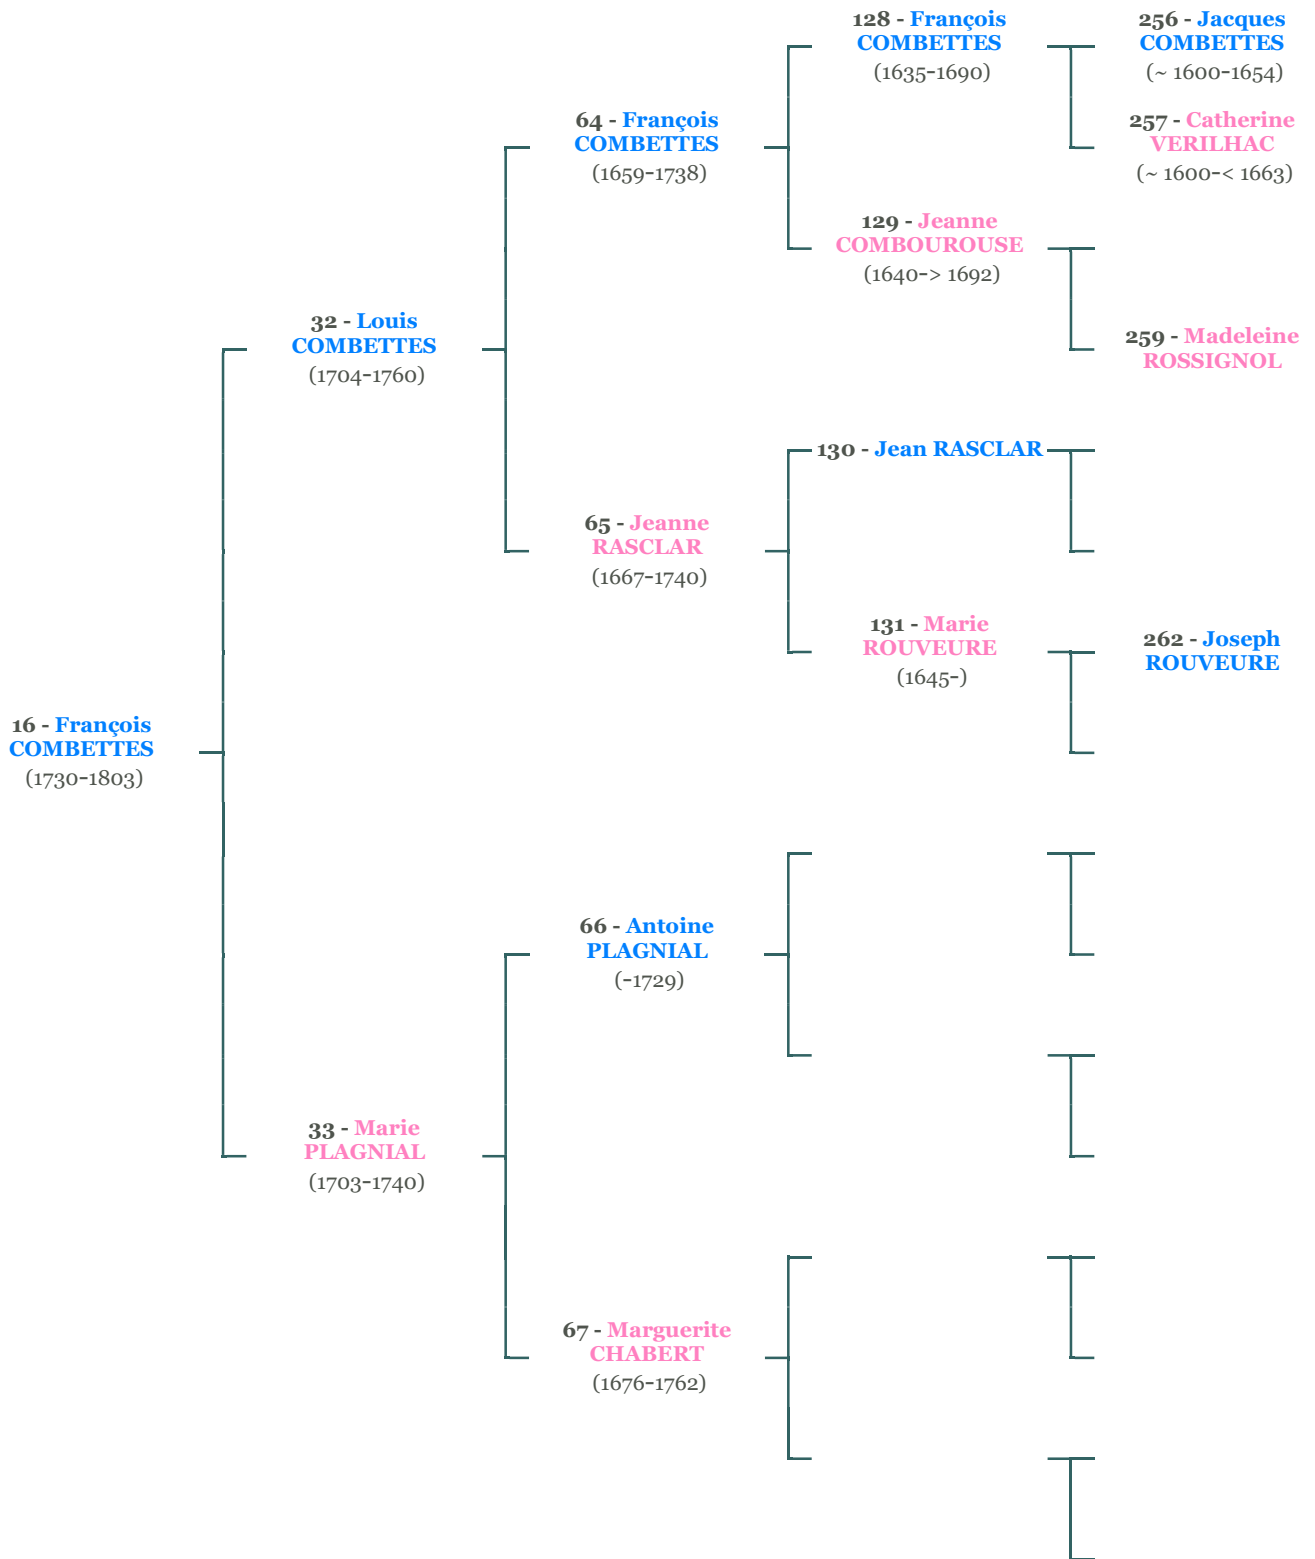 128 - François
COMBETTES
(1635-1690)
256 - Jacques
COMBETTES
(~ 1600-1654)
64 - François
COMBETTES
(1659-1738)
257 - Catherine
VERILHAC
(~ 1600-< 1663)
129 - Jeanne
COMBOUROUSE
(1640-> 1692)
32 - Louis
COMBETTES
(1704-1760)
259 - Madeleine
ROSSIGNOL
130 - Jean RASCLAR
65 - Jeanne
RASCLAR
(1667-1740)
131 - Marie
ROUVEURE
(1645-)
262 - Joseph
ROUVEURE
16 - François
COMBETTES
(1730-1803)
66 - Antoine
PLAGNIAL
(-1729)
33 - Marie
PLAGNIAL
(1703-1740)
67 - Marguerite
CHABERT
(1676-1762)